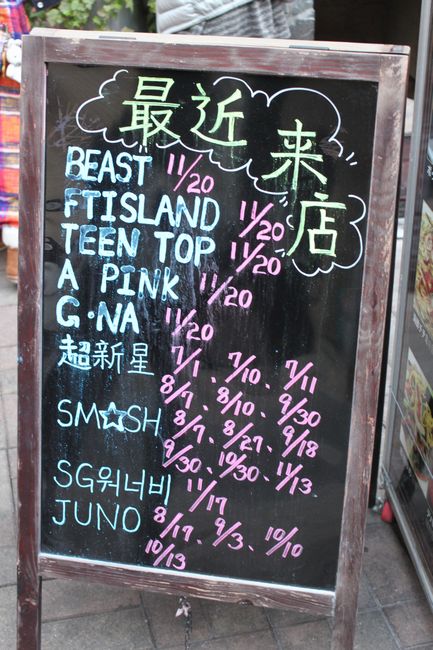 最近来店
BEAST 11/20
FTISLAND 11/20
TEEN TOP 11/20
A PINK 11/20
G·NA 11/20
超新星 7/1、7/10、7/11
8/7、8/10、9/30
SM☆SH 8/7、8/27、9/18
9/30、10/30、11/13
SG워너비 11/17
JUNO 8/17、9/3、10/10
10/13